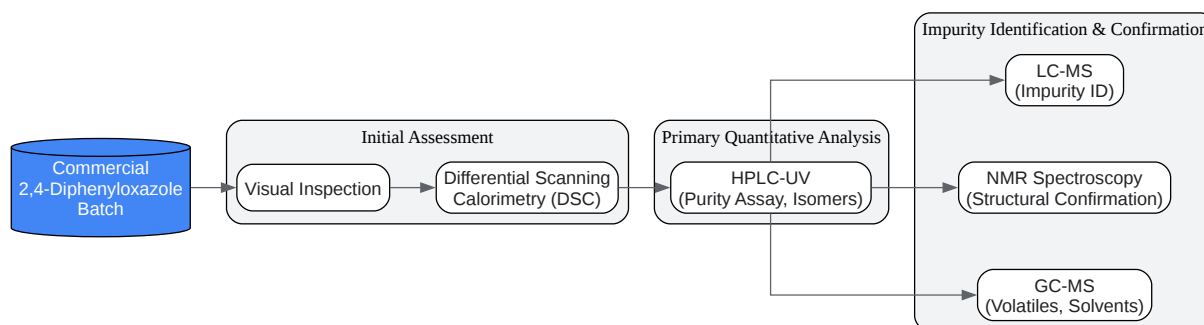 Commercial
2,4-Diphenyloxazole
Batch
Initial Assessment
Visual Inspection
Differential Scanning
Calorimetry (DSC)
Primary Quantitative Analysis
HPLC-UV
(Purity Assay, Isomers)
Impurity Identification & Confirmation
LC-MS
(Impurity ID)
NMR Spectroscopy
(Structural Confirmation)
GC-MS
(Volatiles, Solvents)